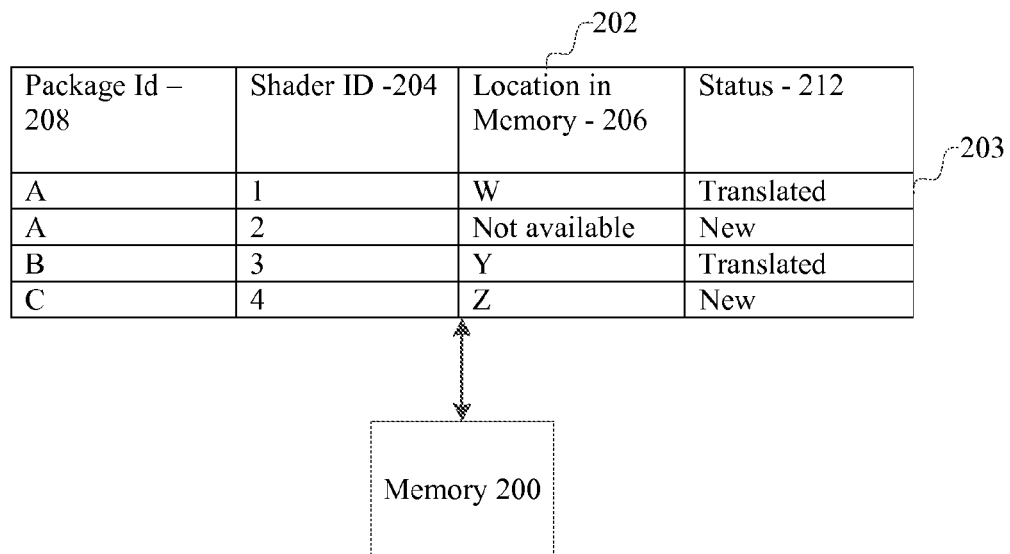 202
Package Id – 208 Shader ID -204 Location in Memory - 206 Status - 212
203
A 1 W Translated
A 2 Not available New
B 3 Y Translated
C 4 Z New
Memory 200